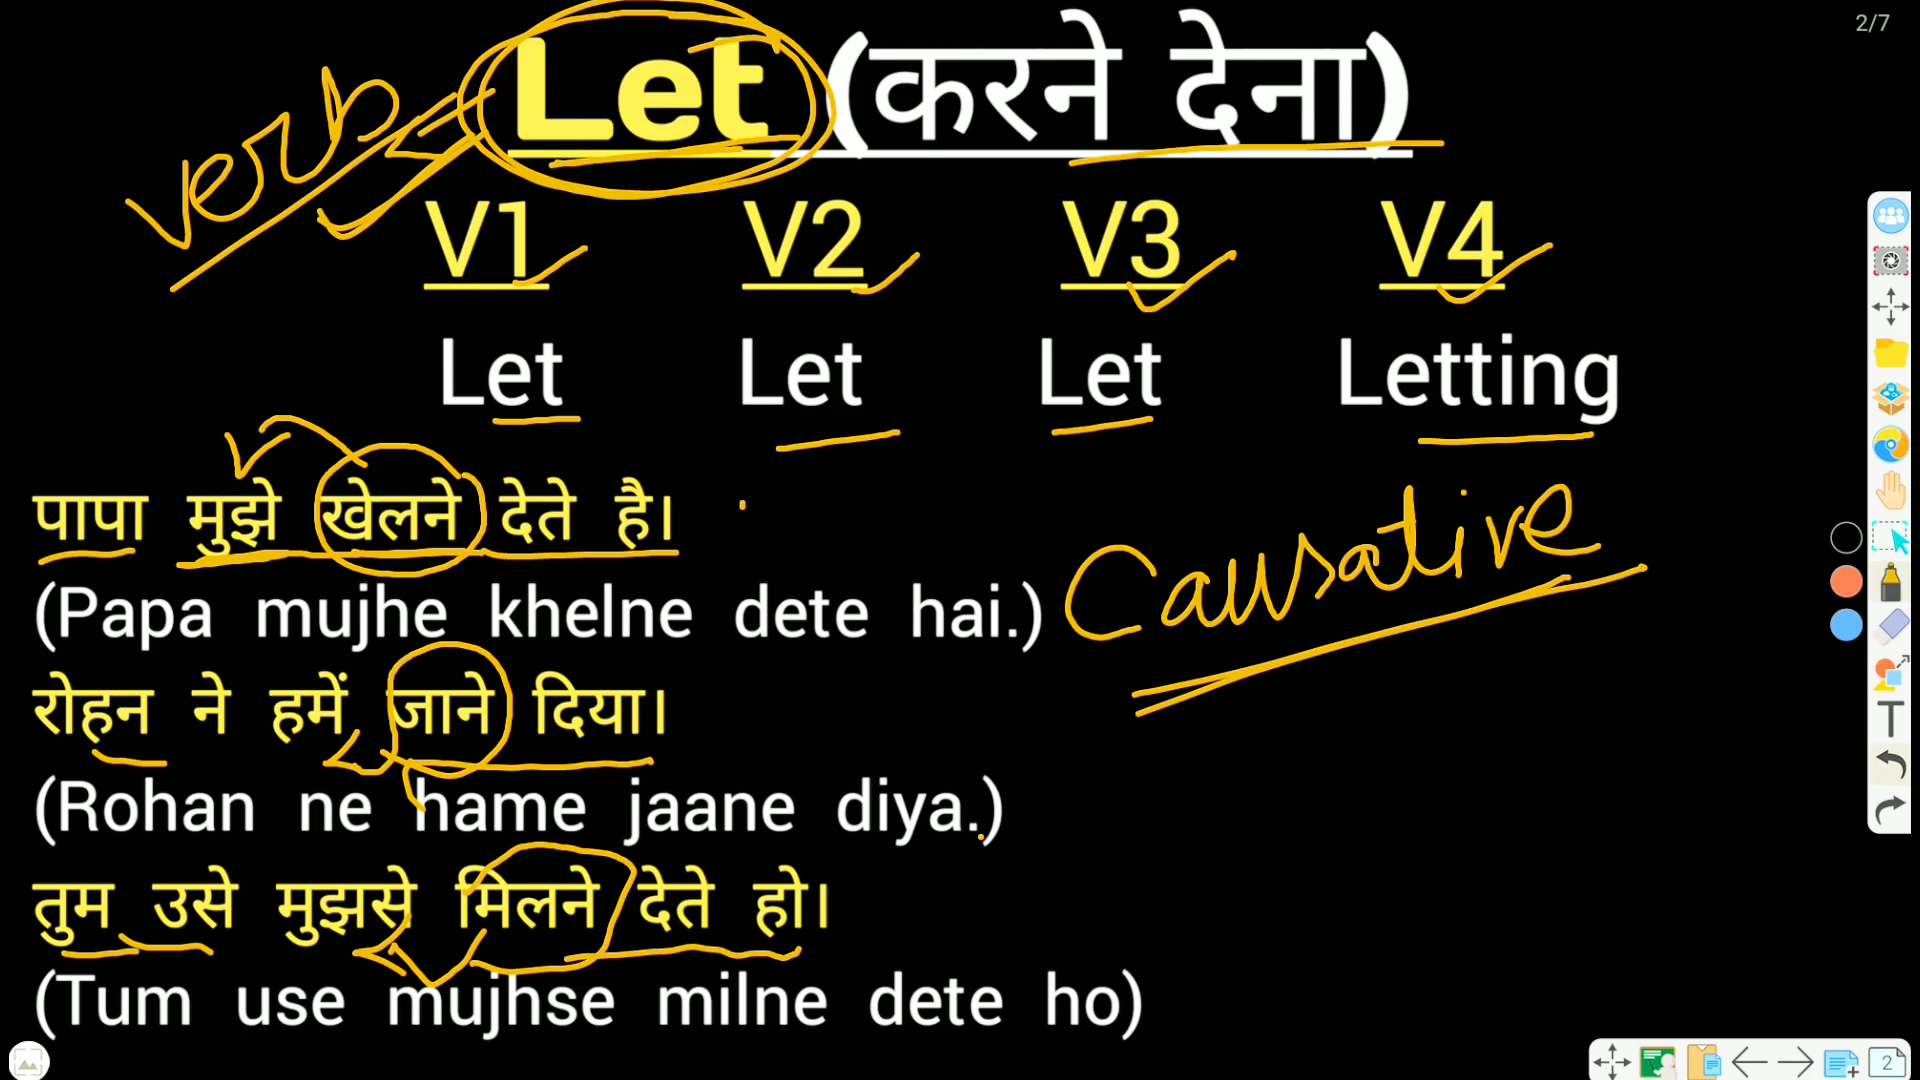 2/7
verb Let (करने देना)
V1 V2 V3 V4
Let Let Let Letting
पापा मुझे खेलने देते है।
(Papa mujhe khelne dete hai.)
Causative
रोहन ने हमें जाने दिया।
(Rohan ne hame jaane diya.)
तुम उसे मुझसे मिलने देते हो।
(Tum use mujhse milne dete ho)
T
2